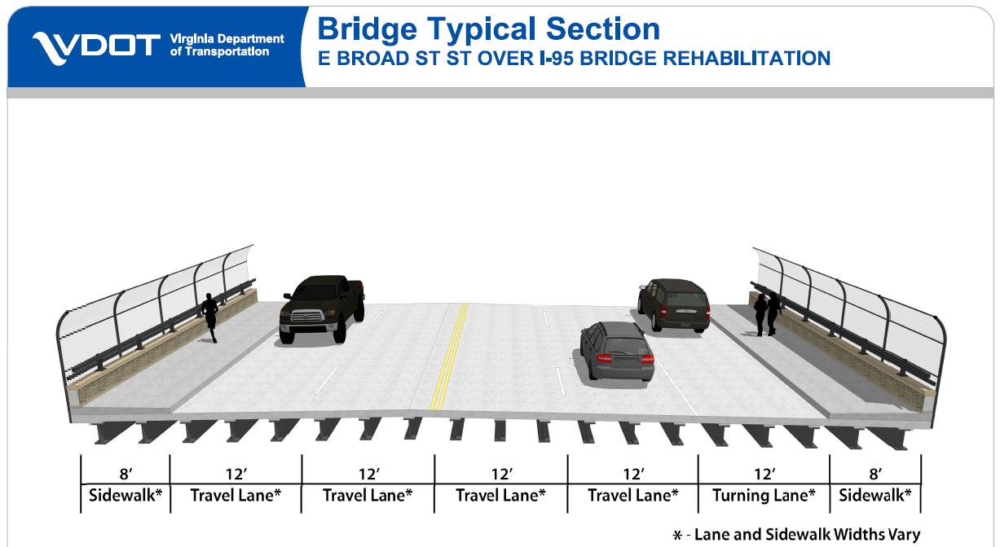 VDOT Virginia Department
of Transportation
Bridge Typical Section
E BROAD ST ST OVER I-95 BRIDGE REHABILITATION
8' 12' 12' 12' 12' 12' 8'
Sidewalk* Travel Lane* Travel Lane* Travel Lane* Travel Lane* Turning Lane* Sidewalk*
* - Lane and Sidewalk Widths Vary